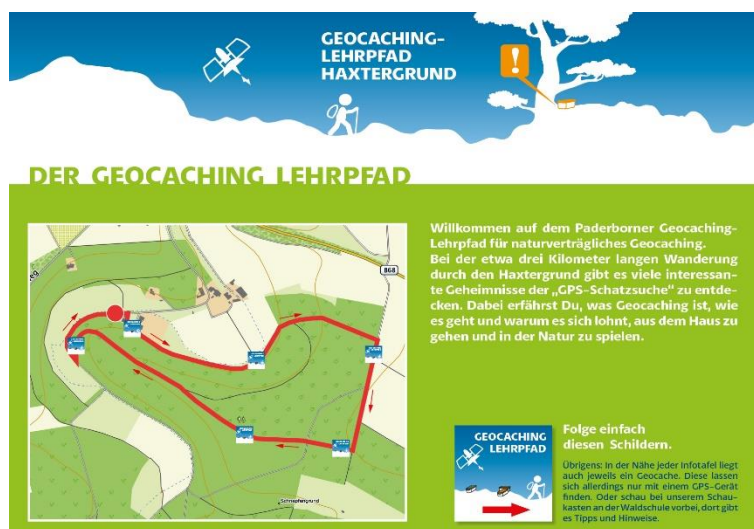 GEOCACHING-
LEHRPFAD
HAXTERGRUND
DER GEOCACHING LEHRPFAD
Willkommen auf dem Paderborner Geocaching-
Lehrpfad für naturverträgliches Geocaching.
Bei der etwa drei Kilometer langen Wanderung
durch den Haxtergrund gibt es viele interessan-
te Geheimnisse der „GPS-Schatzsuche“ zu entde-
cken. Dabei erfährst Du, was Geocaching ist, wie
es geht und warum es sich lohnt, aus dem Haus zu
gehen und in der Natur zu spielen.
B68
GEOCACHING
LEHRPFAD
Folge einfach
diesen Schildern.
Übrigens: In der Nähe jeder Infotafel liegt
auch jeweils ein Geocache. Diese lassen
sich allerdings nur mit einem GPS-Gerät
finden. Oder schau bei unserem Schau-
kasten an der Waldschule vorbei, dort gibt
es Tipps und Hinweise.